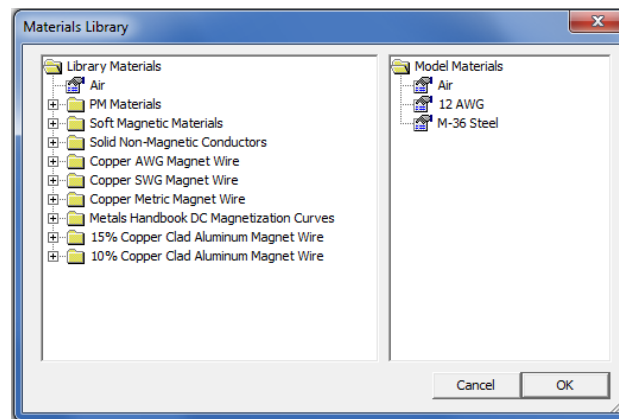 Materials Library
Library Materials
Air
PM Materials
Soft Magnetic Materials
Solid Non-Magnetic Conductors
Copper AWG Magnet Wire
Copper SWG Magnet Wire
Copper Metric Magnet Wire
Metals Handbook DC Magnetization Curves
15% Copper Clad Aluminum Magnet Wire
10% Copper Clad Aluminum Magnet Wire
Model Materials
Air
12 AWG
M-36 Steel
Cancel
OK